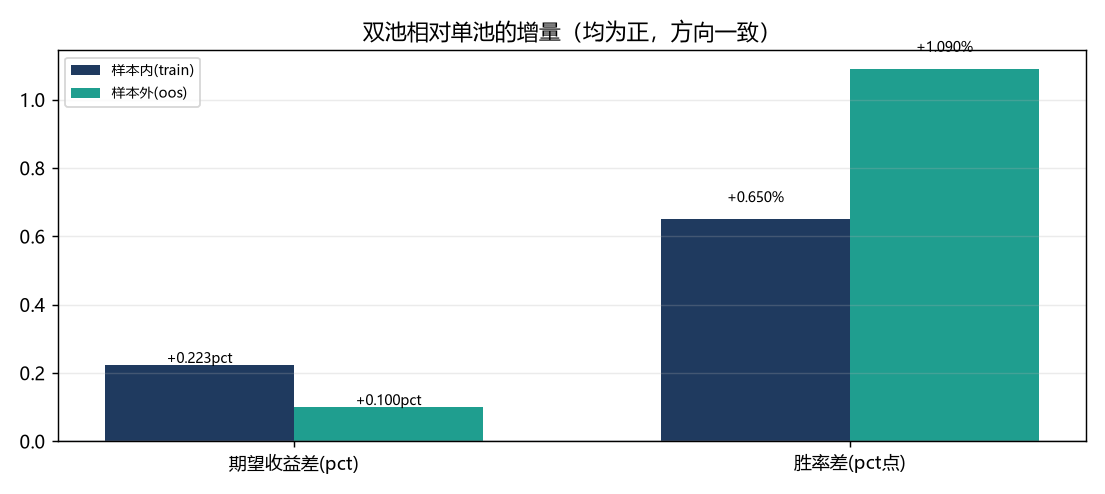 双池相对单池的增量（均为正，方向一致）
样本内(train)
样本外(oos)
+1.090%
+0.650%
+0.223pct
+0.100pct
1.0
0.8
0.6
0.4
0.2
0.0
期望收益差(pct)
胜率差(pct点)